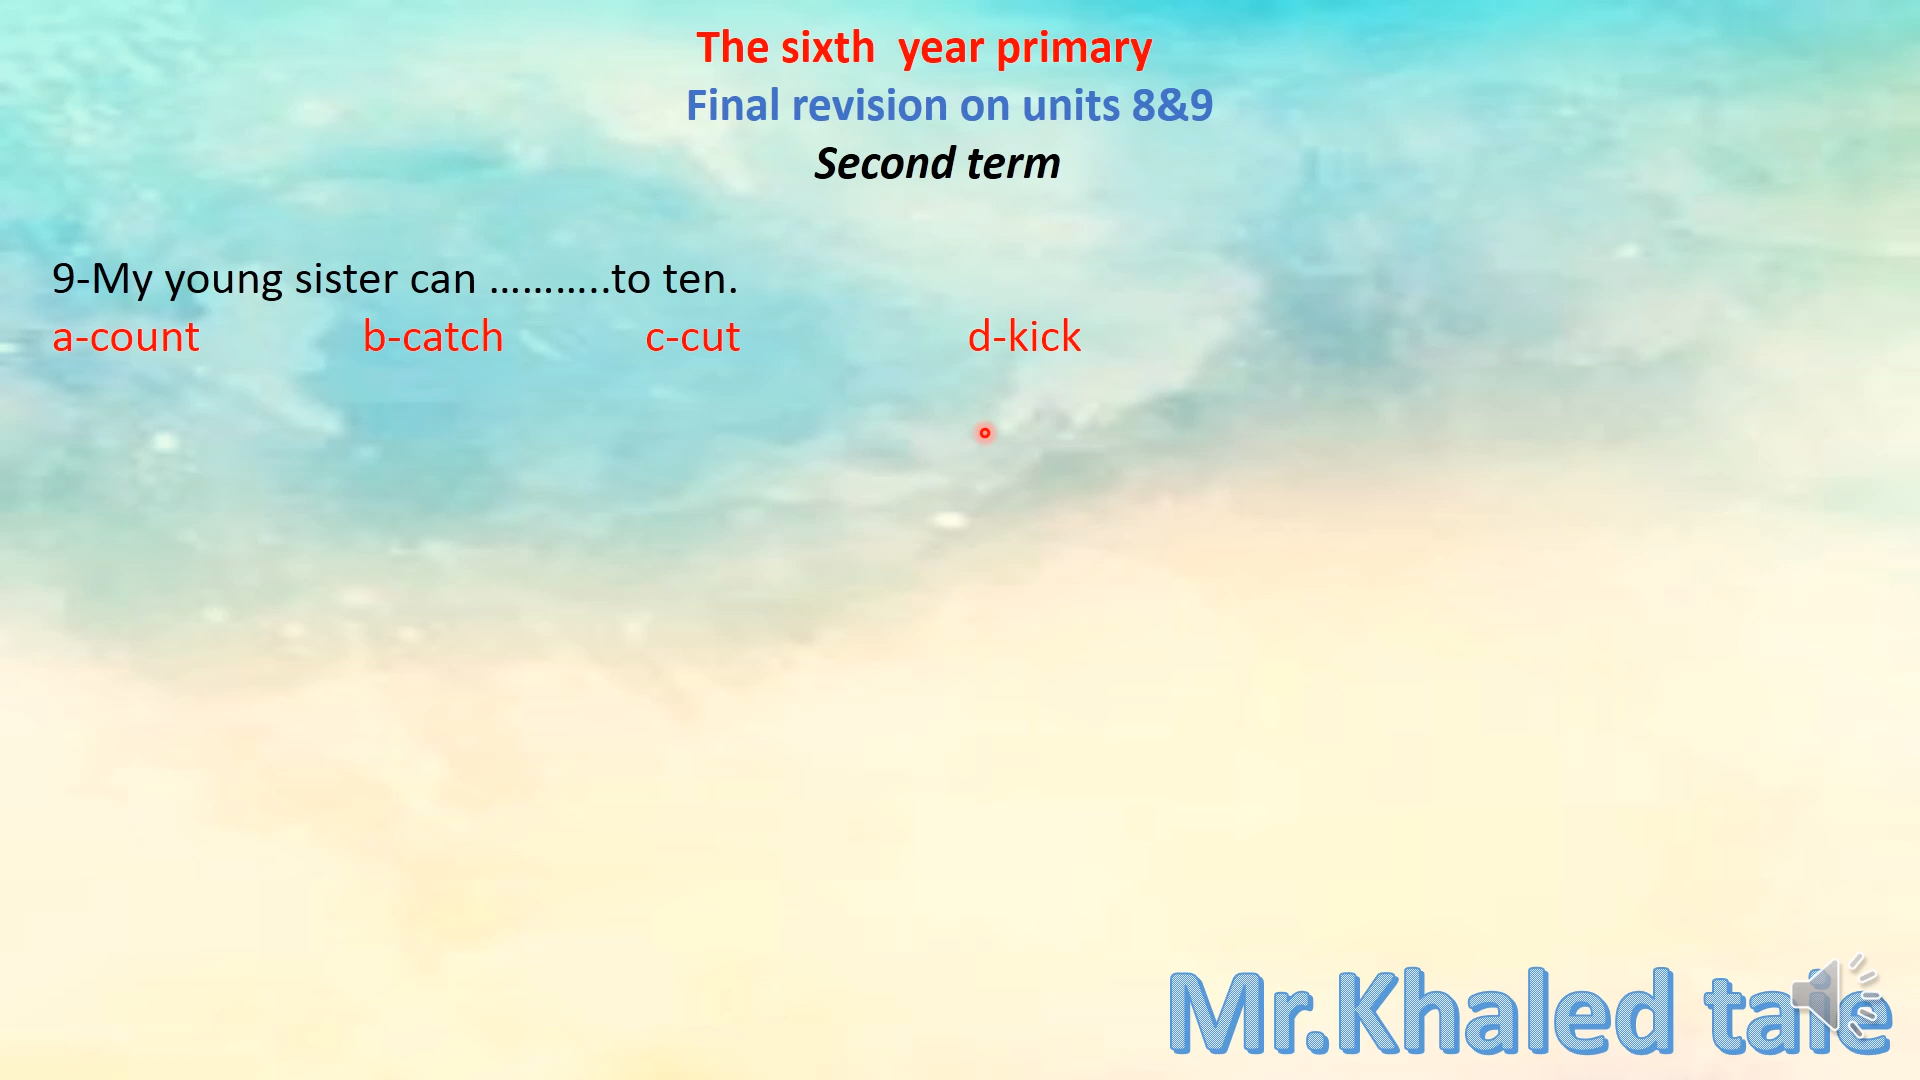 The sixth  year primary
Final revision on units 8&9
Second term
9-My young sister can ………..to ten.
a-count b-catch c-cut d-kick
Mr.Khaled